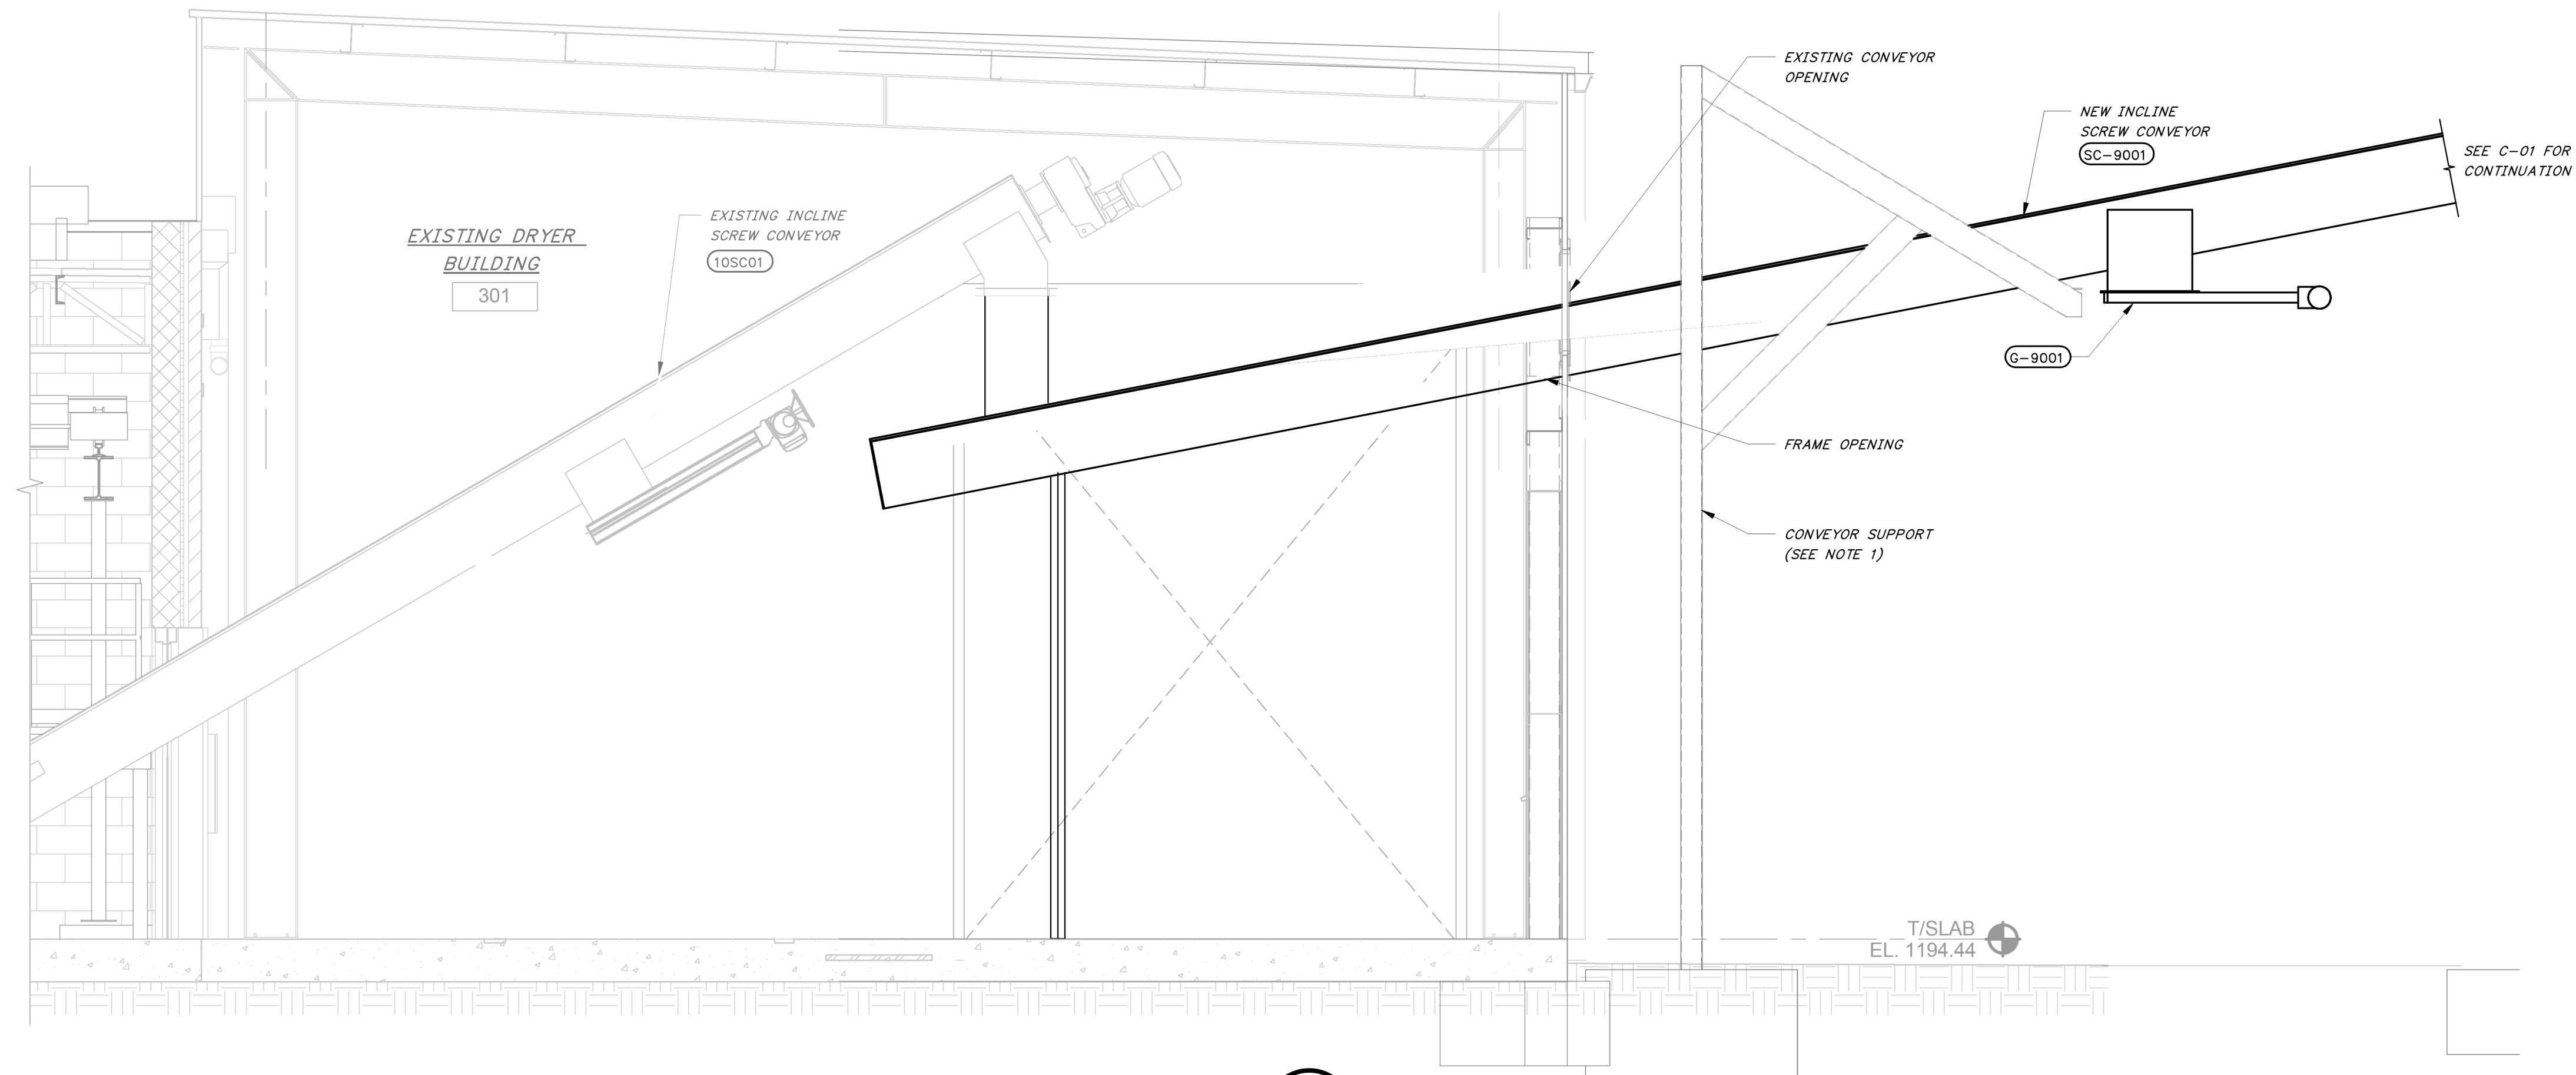 EXISTING CONVEYOR
OPENING
NEW INCLINE
SCREW CONVEYOR
SC-9001
SEE C-01 FOR
CONTINUATION
EXISTING INCLINE
SCREW CONVEYOR
10SC01
EXISTING DRYER
BUILDING
301
G-9001
FRAME OPENING
CONVEYOR SUPPORT
(SEE NOTE 1)
T/SLAB
EL. 1194.44